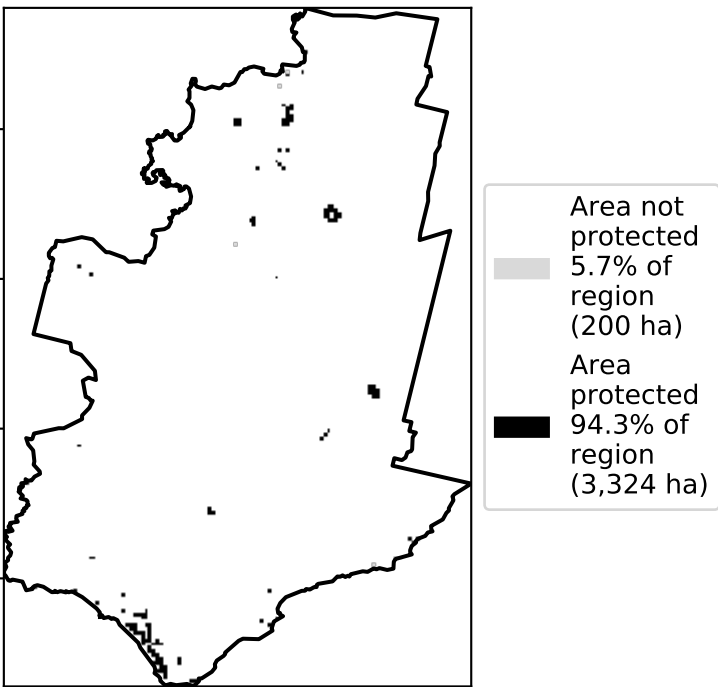 Area not
protected
5.7% of
region
(200 ha)
Area
protected
94.3% of
region
(3,324 ha)